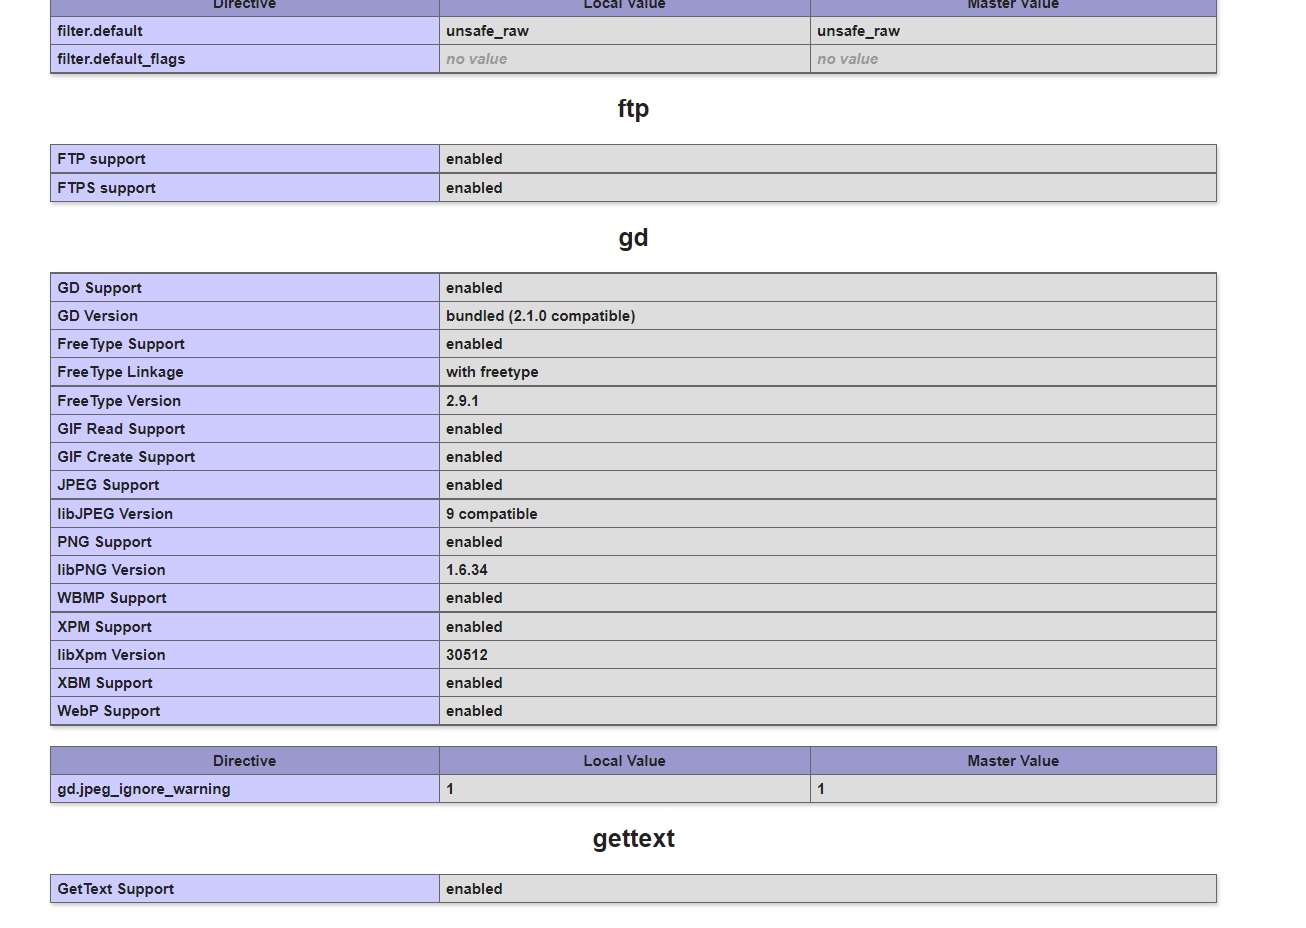 Directive Local Value Master Value
filter.default unsafe_raw unsafe_raw
filter.default_flags no value no value
ftp
FTP support enabled
FTPS support enabled
gd
GD Support enabled
GD Version bundled (2.1.0 compatible)
FreeType Support enabled
FreeType Linkage with freetype
FreeType Version 2.9.1
GIF Read Support enabled
GIF Create Support enabled
JPEG Support enabled
libJPEG Version 9 compatible
PNG Support enabled
libPNG Version 1.6.34
WBMP Support enabled
XPM Support enabled
libXpm Version 30512
XBM Support enabled
WebP Support enabled
Directive Local Value Master Value
gd.jpeg_ignore_warning 1 1
gettext
GetText Support enabled